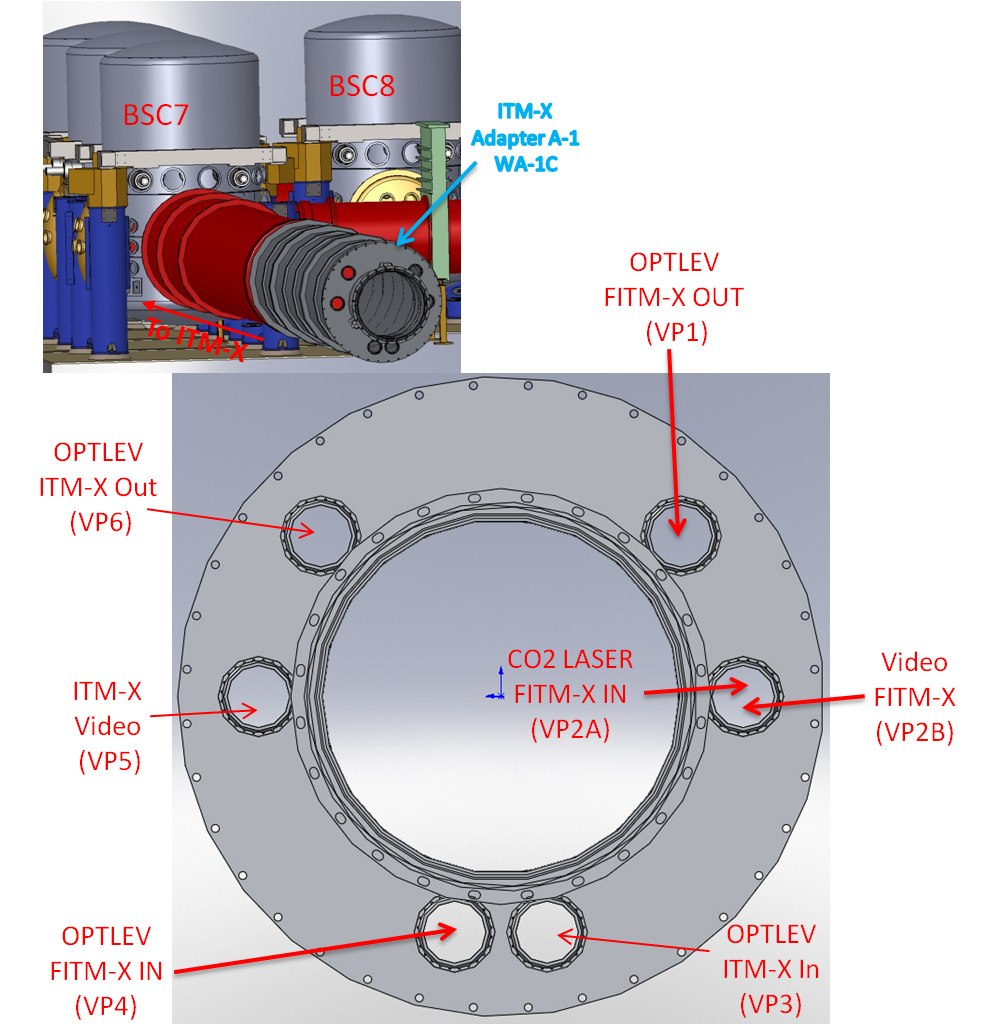 BSC7
BSC8
ITM-X
Adapter A-1
WA-1C
To ITM-X
OPTLEV
FITM-X OUT
(VP1)
OPTLEV
ITM-X Out
(VP6)
CO2 LASER
FITM-X IN
(VP2A)
Video
FITM-X
(VP2B)
ITM-X
Video
(VP5)
OPTLEV
FITM-X IN
(VP4)
OPTLEV
ITM-X In
(VP3)